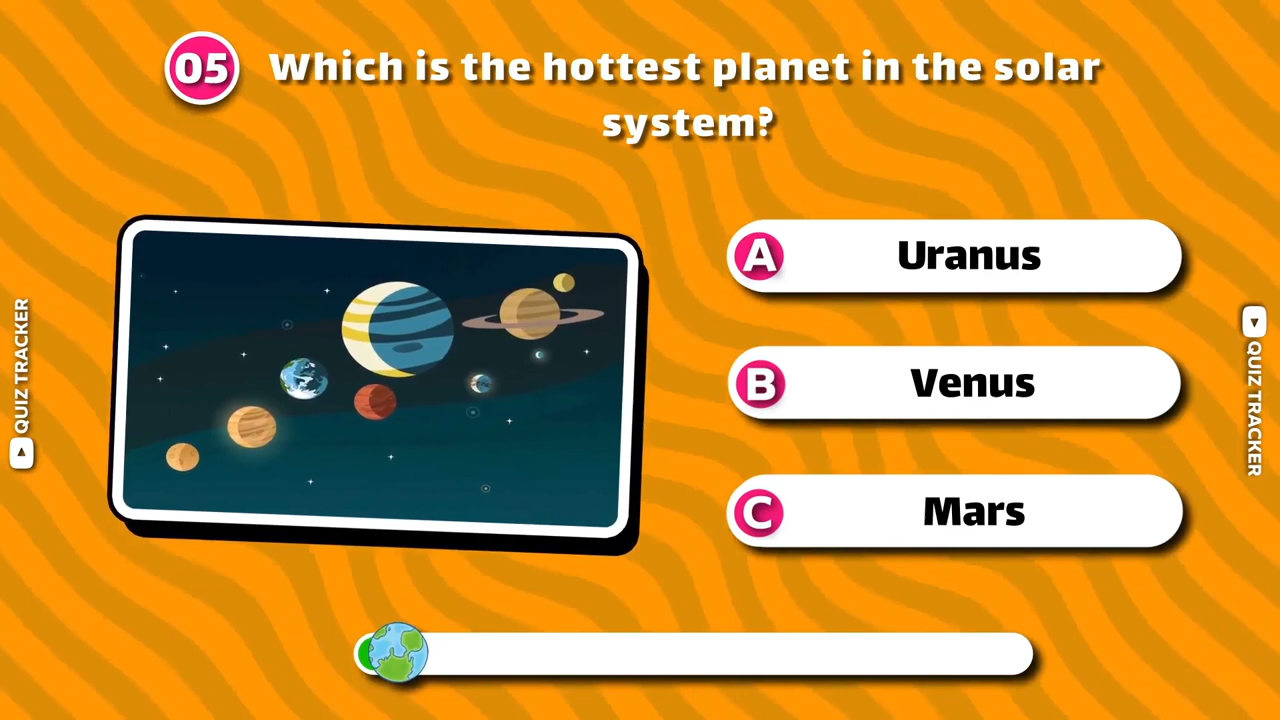 05
Which is the hottest planet in the solar
system?
A
Uranus
B
Venus
C
Mars
QUIZ TRACKER
QUIZ TRACKER